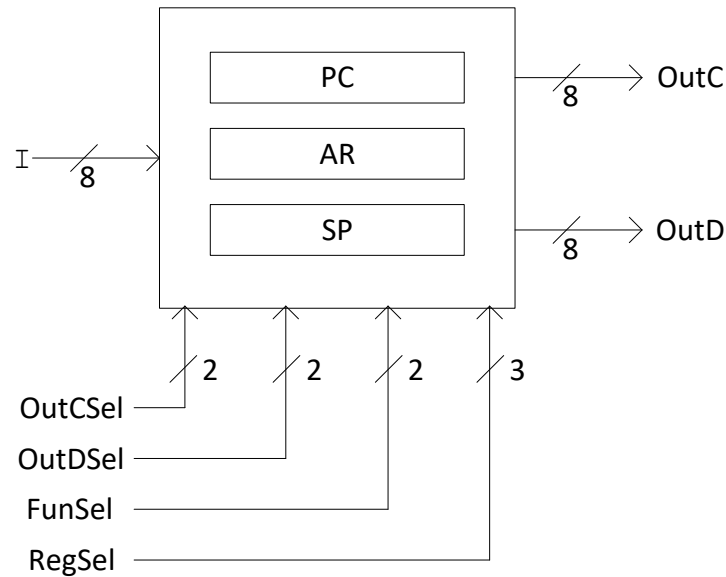 PC
OutC
8
I
8
AR
SP
OutD
8
2
2
2
3
OutCSel
OutDSel
FunSel
RegSel